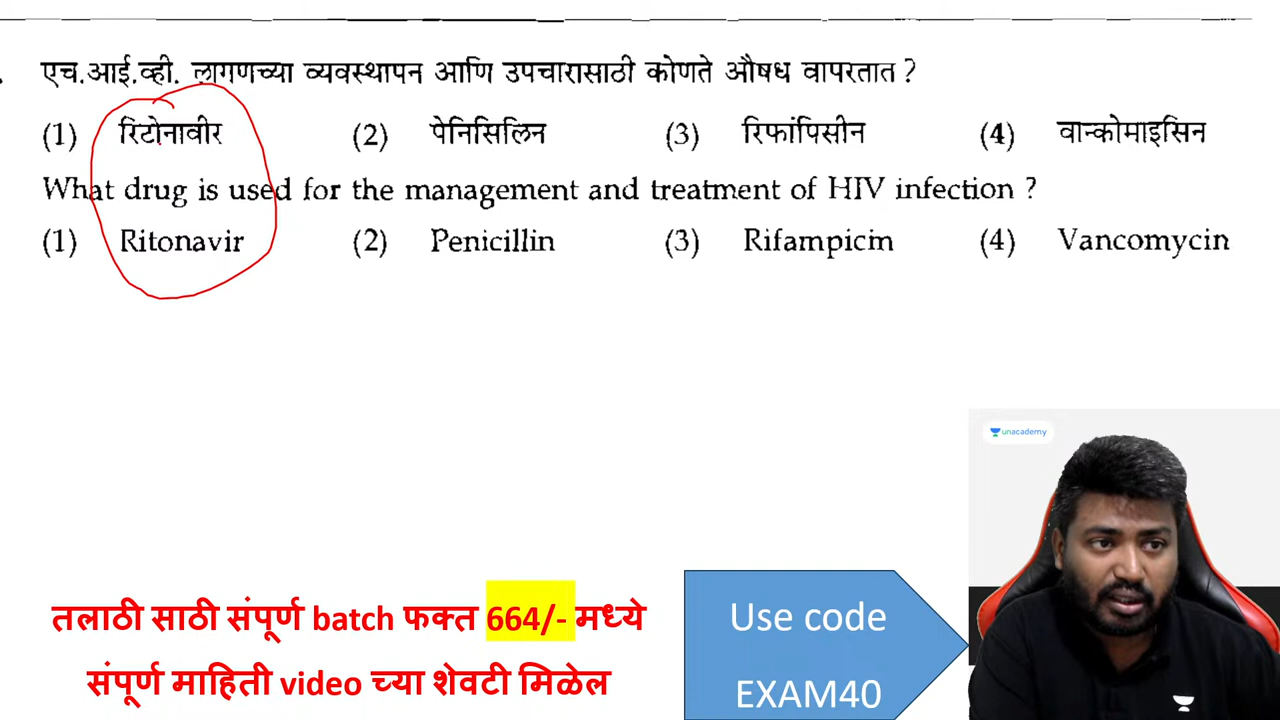 एच.आई.व्ही. लागणच्या व्यवस्थापन आणि उपचारासाठी कोणते औषध वापरतात ?
(1) रिटोनावीर (2) पेनिसिलिन (3) रिफांपिसीन (4) वान्कोमाइसिन
What drug is used for the management and treatment of HIV infection ?
(1) Ritonavir (2) Penicillin (3) Rifampicin (4) Vancomycin
unacademy
तलाठी साठी संपूर्ण batch फक्त 664/- मध्ये
संपूर्ण माहिती video च्या शेवटी मिळेल
Use code
EXAM40